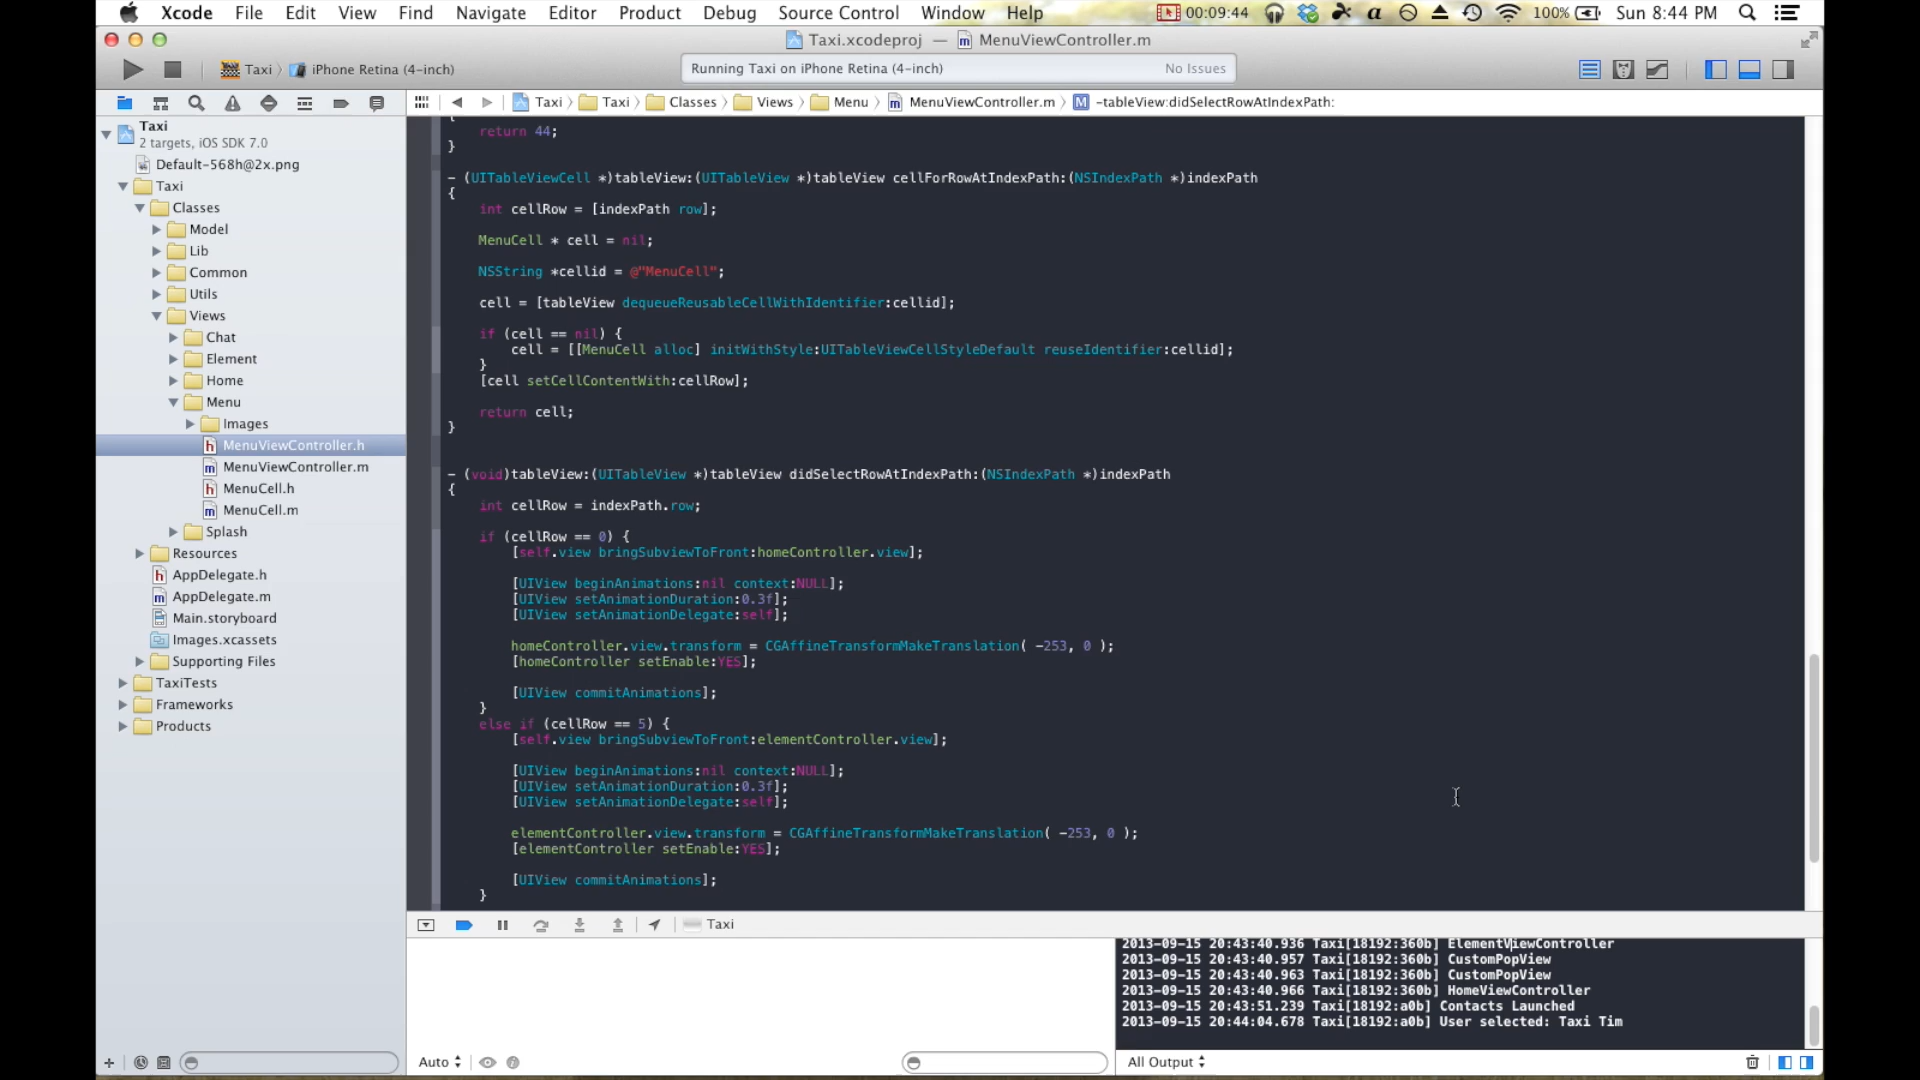 Xcode File Edit View Find Navigate Editor Product Debug Source Control Window Help 00:09:44 100% Sun 8:44 PM
Taxi.xcodeproj — MenuViewController.m
Taxi iPhone Retina (4-inch) Running Taxi on iPhone Retina (4-inch) No Issues
Taxi Taxi Classes Views Menu MenuViewController.m -tableView:didSelectRowAtIndexPath:
Taxi
2 targets, iOS SDK 7.0
Default-568h@2x.png
Taxi
Classes
Model
Lib
Common
Utils
Views
Chat
Element
Home
Menu
Images
MenuViewController.h
MenuViewController.m
MenuCell.h
MenuCell.m
Splash
Resources
AppDelegate.h
AppDelegate.m
Main.storyboard
Images.xcassets
Supporting Files
TaxiTests
Frameworks
Products
{
return 44;
}
- (UITableViewCell *)tableView:(UITableView *)tableView cellForRowAtIndexPath:(NSIndexPath *)indexPath
{
int cellRow = [indexPath row];
MenuCell * cell = nil;
NSString *cellid = @"MenuCell";
cell = [tableView dequeueReusableCellWithIdentifier:cellid];
if (cell == nil) {
cell = [[MenuCell alloc] initWithStyle:UITableViewCellStyleDefault reuseIdentifier:cellid];
}
[cell setCellContentWith:cellRow];
return cell;
}
- (void)tableView:(UITableView *)tableView didSelectRowAtIndexPath:(NSIndexPath *)indexPath
{
int cellRow = indexPath.row;
if (cellRow == 0) {
[self.view bringSubviewToFront:homeController.view];
[UIView beginAnimations:nil context:NULL];
[UIView setAnimationDuration:0.3f];
[UIView setAnimationDelegate:self];
homeController.view.transform = CGAffineTransformMakeTranslation( -253, 0 );
[homeController setEnable:YES];
[UIView commitAnimations];
}
else if (cellRow == 5) {
[self.view bringSubviewToFront:elementController.view];
[UIView beginAnimations:nil context:NULL];
[UIView setAnimationDuration:0.3f];
[UIView setAnimationDelegate:self];
elementController.view.transform = CGAffineTransformMakeTranslation( -253, 0 );
[elementController setEnable:YES];
[UIView commitAnimations];
}
Taxi
2013-09-15 20:43:40.936 Taxi[18192:360b] ElementViewController
2013-09-15 20:43:40.957 Taxi[18192:360b] CustomPopView
2013-09-15 20:43:40.963 Taxi[18192:360b] CustomPopView
2013-09-15 20:43:40.966 Taxi[18192:360b] HomeViewController
2013-09-15 20:43:51.239 Taxi[18192:a0b] Contacts Launched
2013-09-15 20:44:04.678 Taxi[18192:a0b] User selected: Taxi Tim
Auto All Output